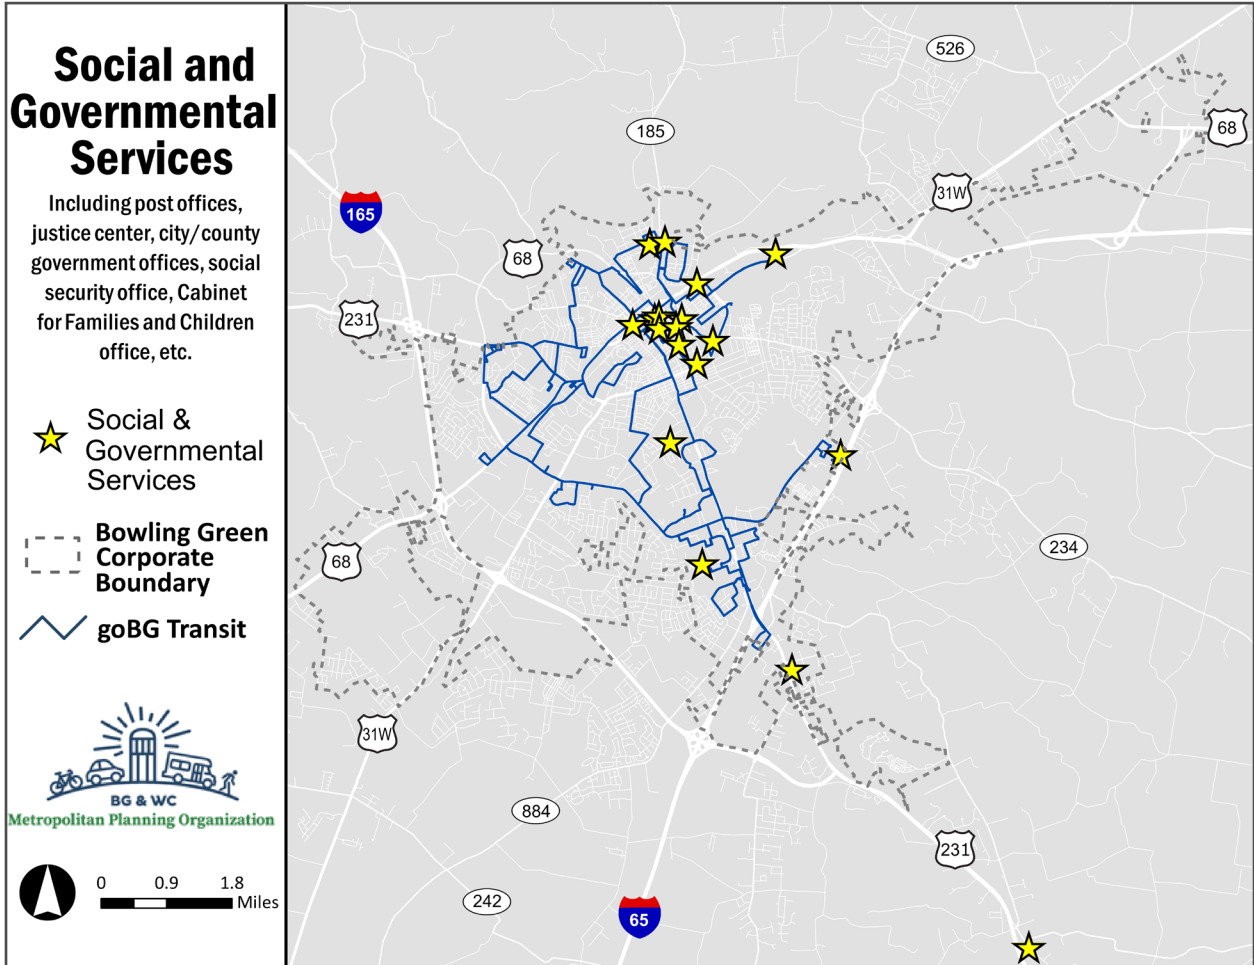 Social and
Governmental
Services
Including post offices,
justice center, city/county
government offices, social
security office, Cabinet
for Families and Children
office, etc.
Social &
Governmental
Services
Bowling Green
Corporate
Boundary
goBG Transit
BG & WC
Metropolitan Planning Organization
0 0.9 1.8
Miles
526
185
68
31W
165
68
231
68
234
31W
884
231
242
65